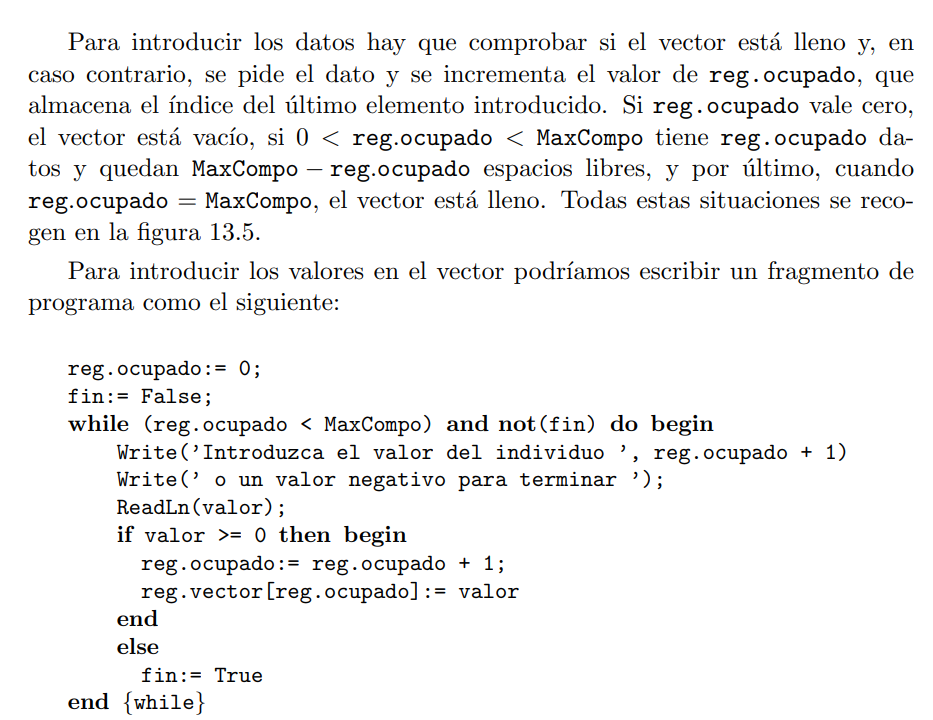 Para introducir los datos hay que comprobar si el vector está lleno y, en
caso contrario, se pide el dato y se incrementa el valor de reg.ocupado, que
almacena el índice del último elemento introducido. Si reg.ocupado vale cero,
el vector está vacío, si 0 < reg.ocupado < MaxCompo tiene reg.ocupado da-
tos y quedan MaxCompo − reg.ocupado espacios libres, y por último, cuando
reg.ocupado = MaxCompo, el vector está lleno. Todas estas situaciones se reco-
gen en la figura 13.5.
Para introducir los valores en el vector podríamos escribir un fragmento de
programa como el siguiente:
reg.ocupado:= 0;
fin:= False;
while (reg.ocupado < MaxCompo) and not(fin) do begin
Write(’Introduzca el valor del individuo ’, reg.ocupado + 1)
Write(’ o un valor negativo para terminar ’);
ReadLn(valor);
if valor >= 0 then begin
reg.ocupado:= reg.ocupado + 1;
reg.vector[reg.ocupado]:= valor
end
else
fin:= True
end {while}